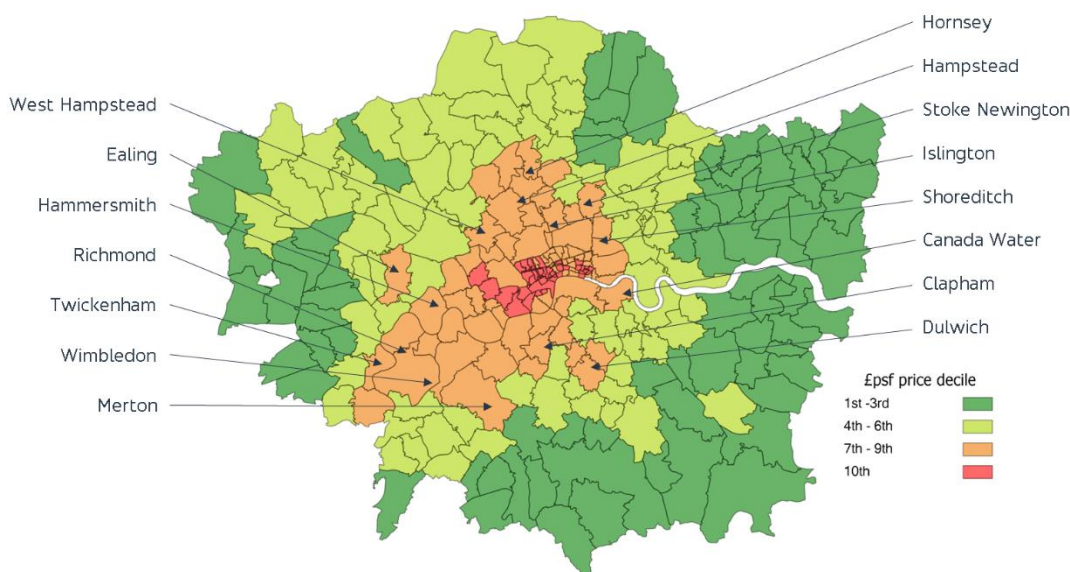 West Hampstead
Ealing
Hammersmith
Richmond
Twickenham
Wimbledon
Merton
Hornsey
Hampstead
Stoke Newington
Islington
Shoreditch
Canada Water
Clapham
Dulwich
£psf price decile
1st -3rd
4th - 6th
7th - 9th
10th